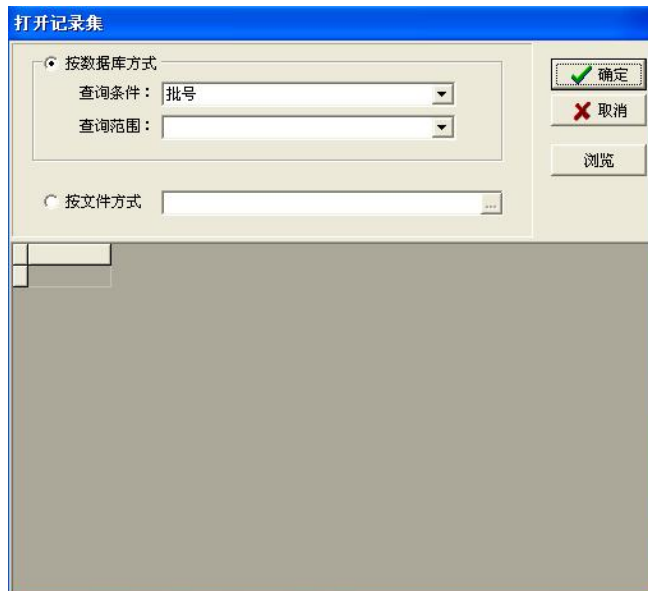 打开记录集
按数据库方式
查询条件： 批号
查询范围：
按文件方式 ...
确定
取消
浏览